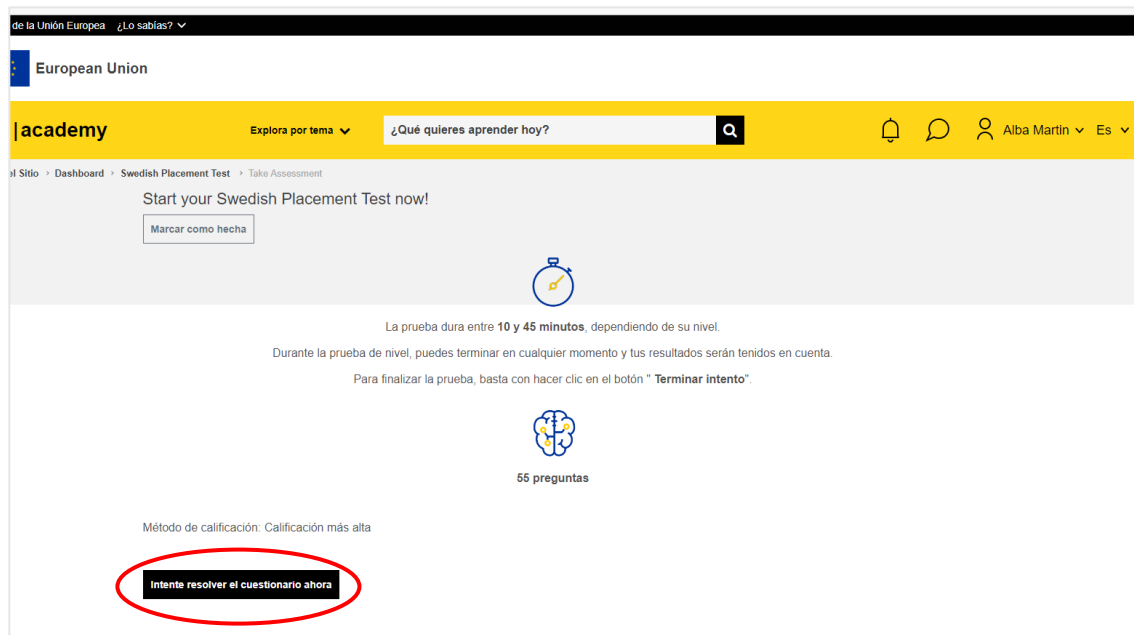 de la Unión Europea ¿Lo sabías?
European Union
|academy
Explora por tema
¿Qué quieres aprender hoy?
Alba Martin
Es
el Sitio › Dashboard › Swedish Placement Test › Take Assessment
Start your Swedish Placement Test now!
Marcar como hecha
La prueba dura entre 10 y 45 minutos, dependiendo de su nivel.
Durante la prueba de nivel, puedes terminar en cualquier momento y tus resultados serán tenidos en cuenta.
Para finalizar la prueba, basta con hacer clic en el botón " Terminar intento".
55 preguntas
Método de calificación: Calificación más alta
Intente resolver el cuestionario ahora